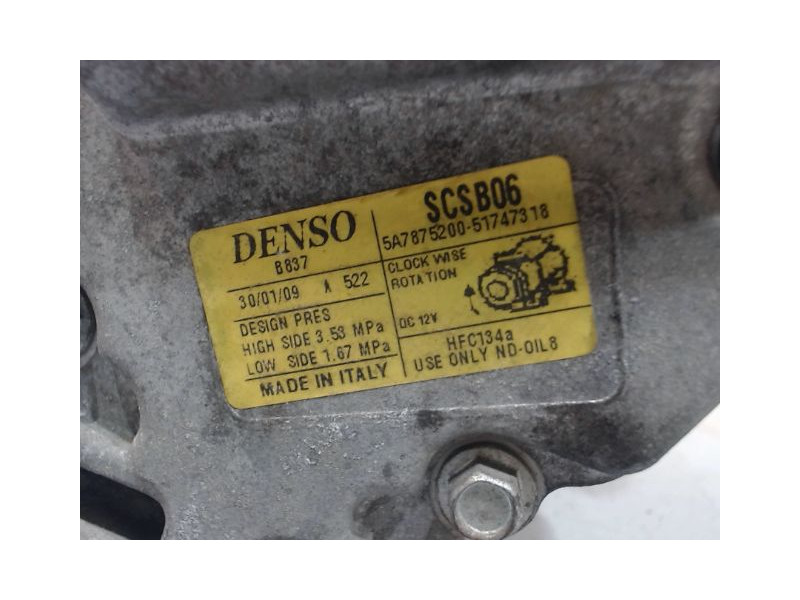 DENSO
B837
30/01/09 A 522
DESIGN PRES
HIGH SIDE 3.53 MPa
LOW SIDE 1.67 MPa
MADE IN ITALY
SCSB06
5A7875200-51747318
CLOCK WISE
ROTATION
DC 12V
HFC134a
USE ONLY ND-OIL8